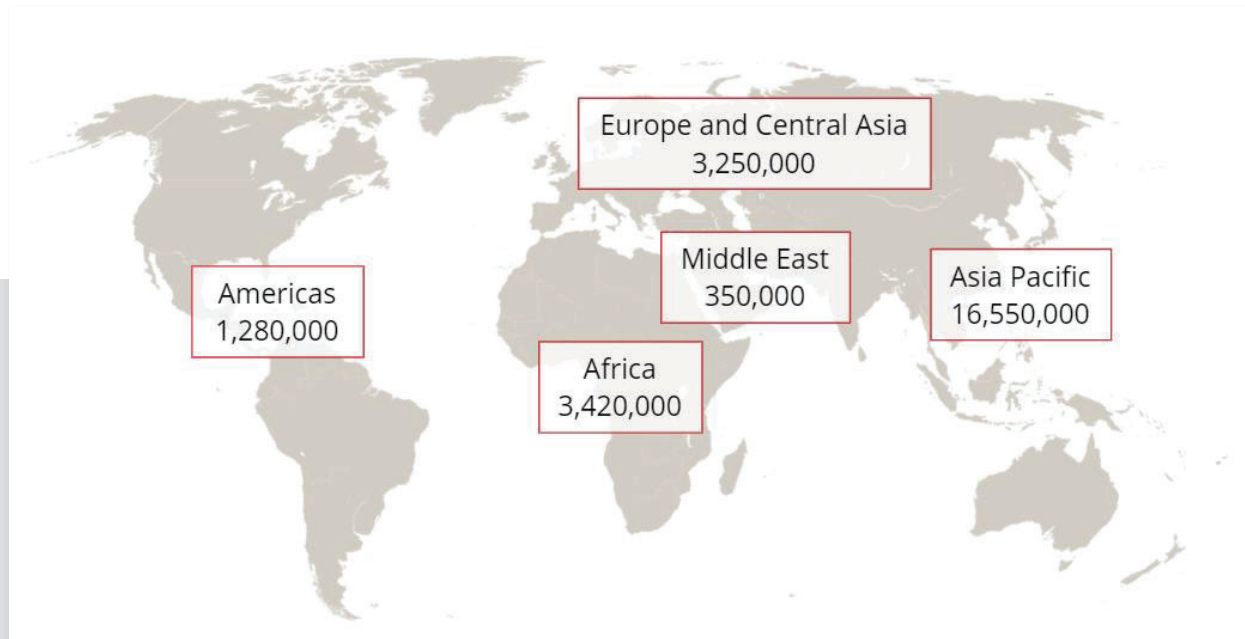 Europe and Central Asia
3,250,000
Middle East
350,000
Asia Pacific
16,550,000
Americas
1,280,000
Africa
3,420,000